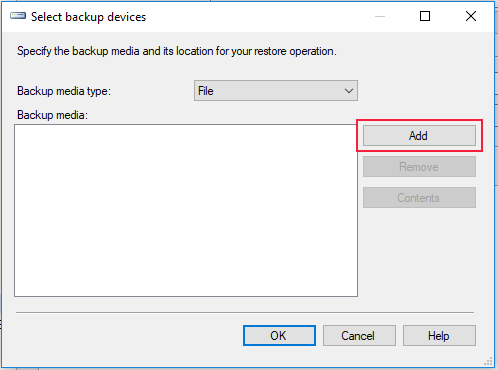 Select backup devices
Specify the backup media and its location for your restore operation.
Backup media type:
File
Backup media:
Add
Remove
Contents
OK
Cancel
Help